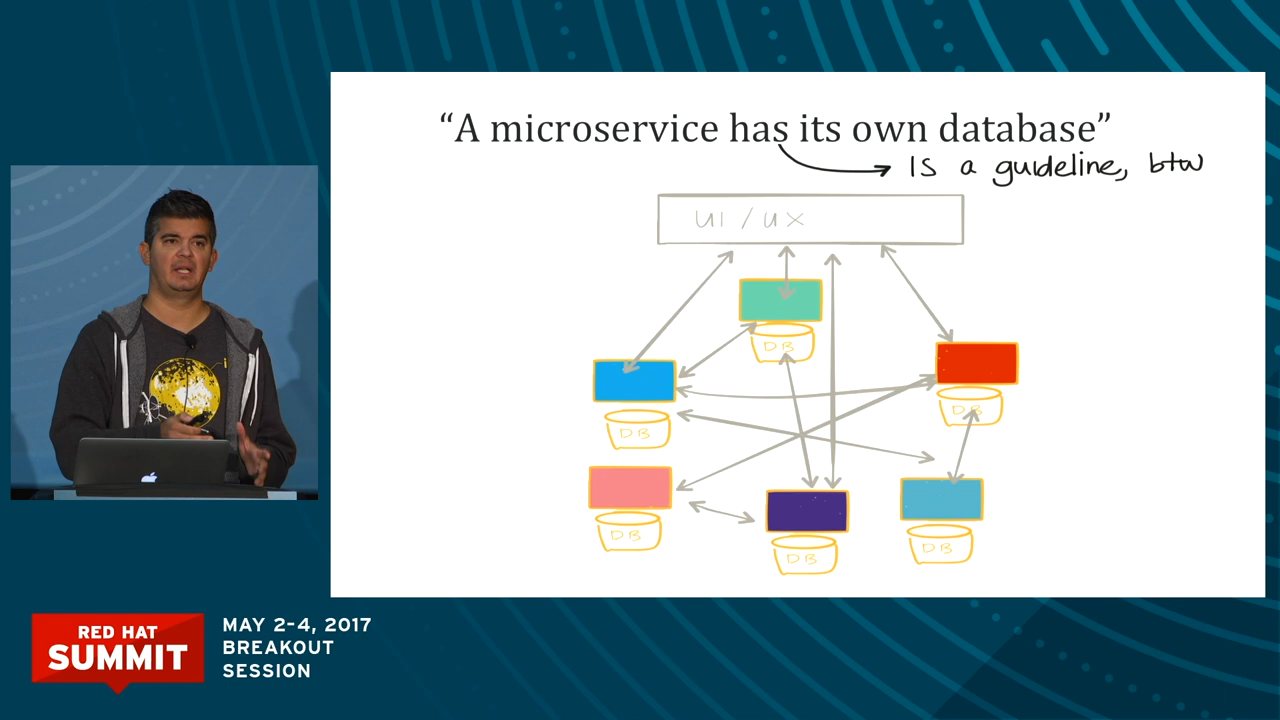 “A microservice has its own database”
Is a guideline, btw
UI / UX
DB
DB
DB
DB
DB
DB
RED HAT
SUMMIT
MAY 2-4, 2017
BREAKOUT
SESSION